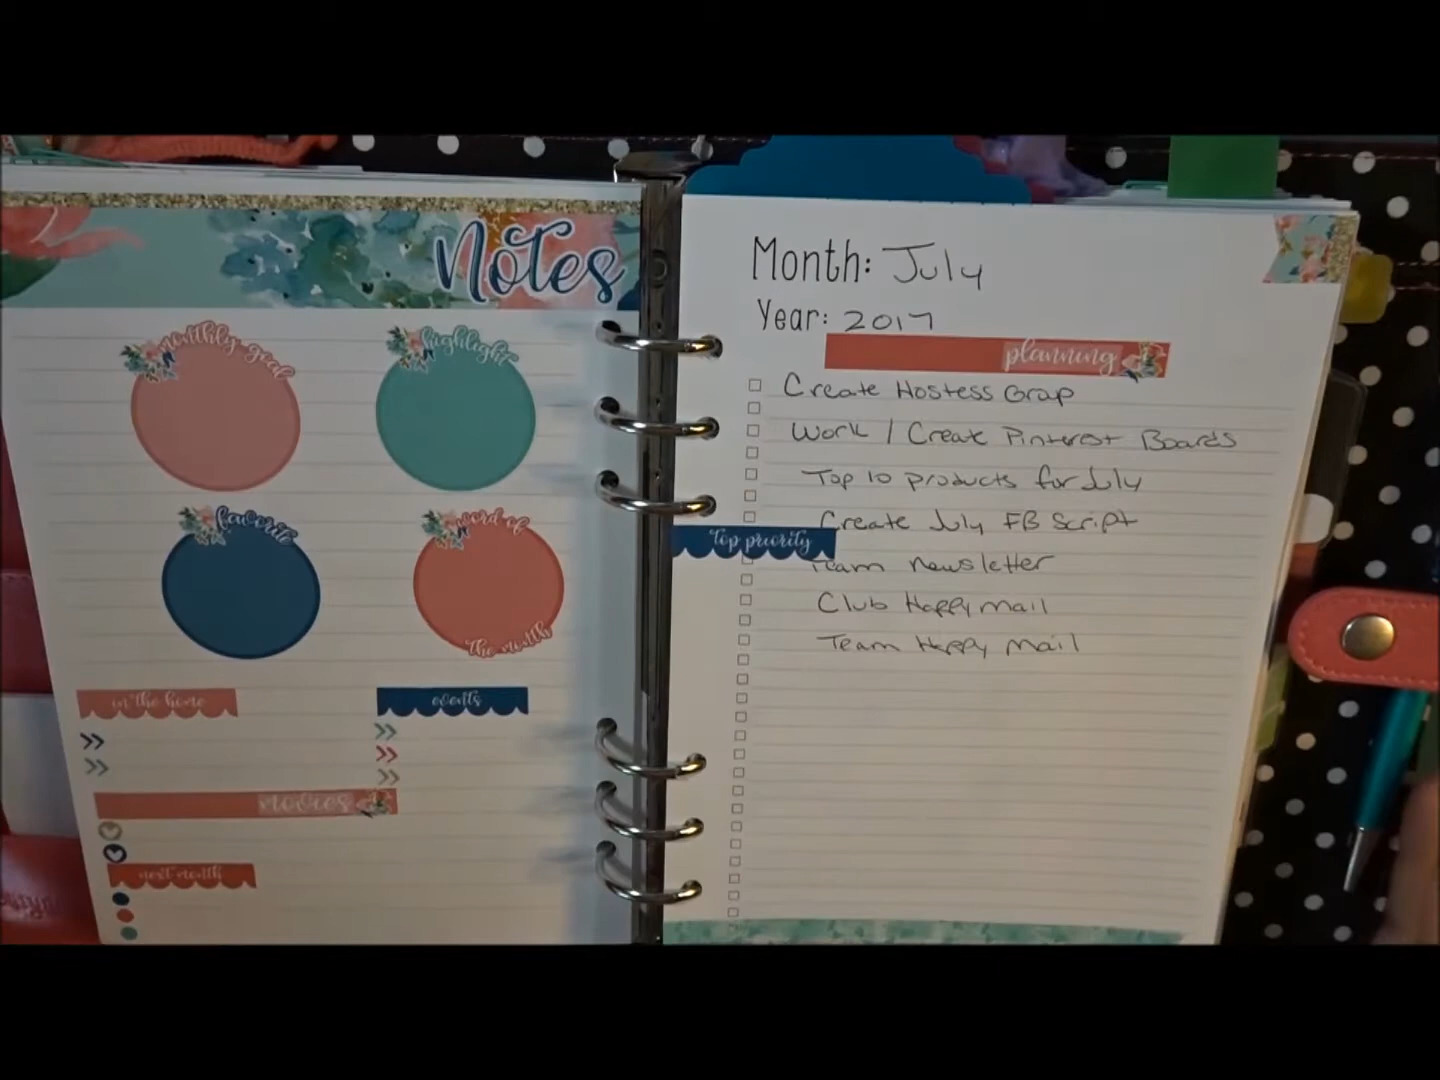 Notes
monthly goal
highlight
favorite
word of
the month
in the home
events
movies
next month
Month: July
Year: 2017
planning
Create Hostess Grap
Work / Create Pinterest Boards
Top 10 products for July
Create July FB Script
top priority
Team newsletter
Club Happy mail
Team Happy Mail